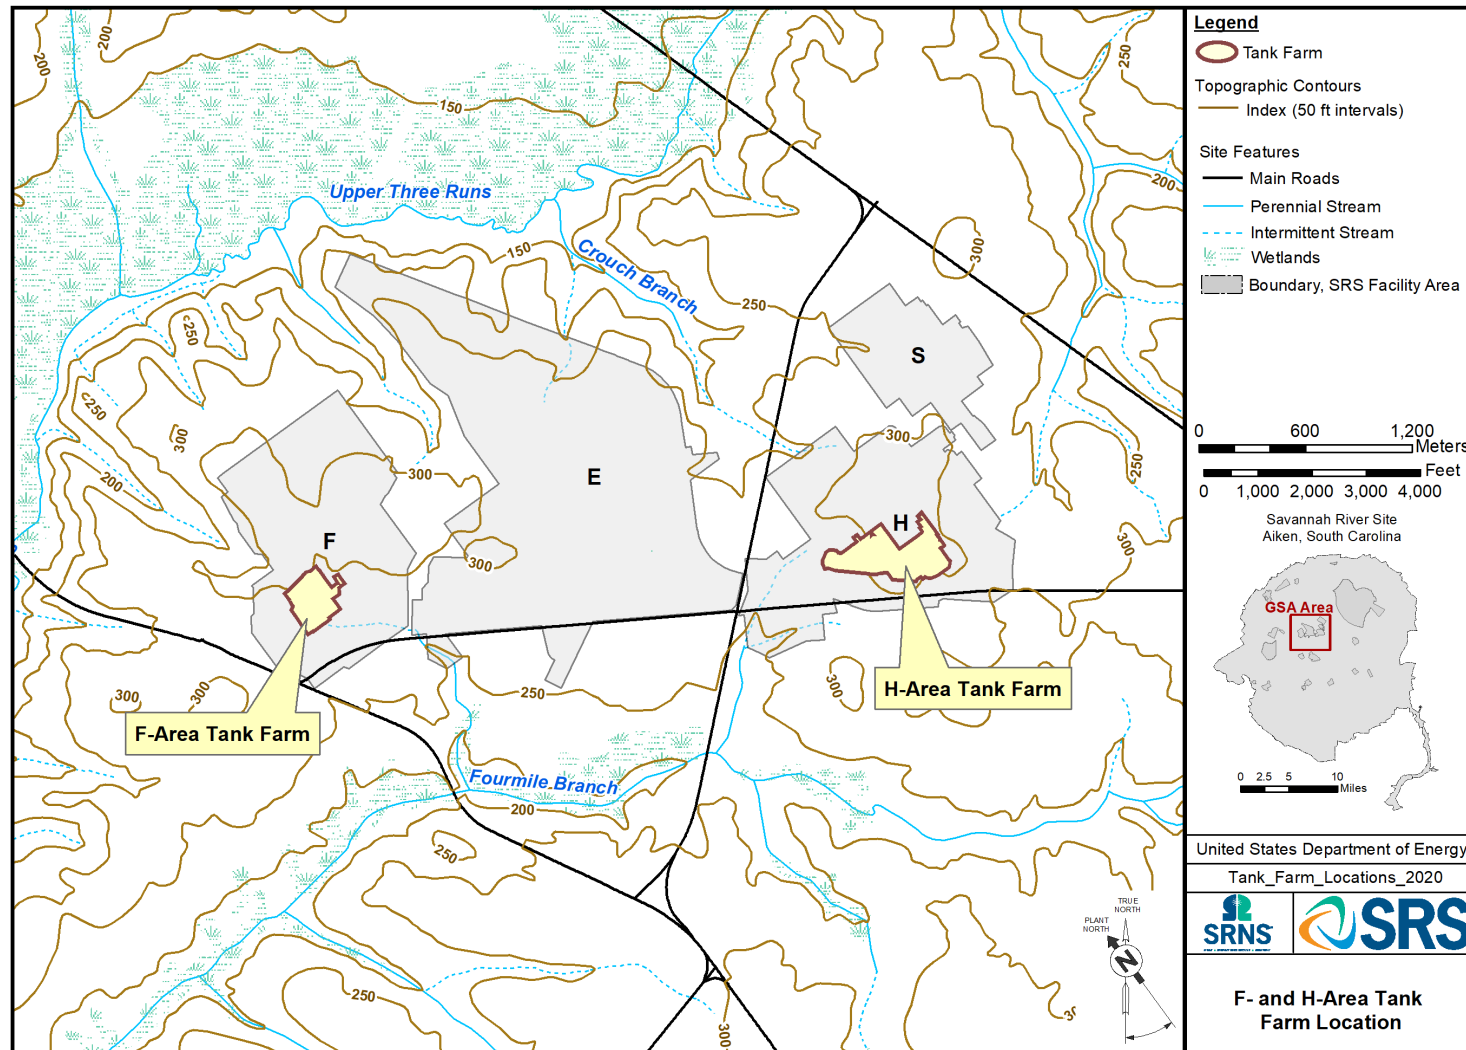 200
200
150
250
200
Upper Three Runs
150
Crouch Branch
250
300
S
c250
c250
300
200
300
300
E
F
300
H
250
300
300
300
250
300
F-Area Tank Farm
H-Area Tank Farm
Fourmile Branch
200
250
250
300
TRUE
NORTH
PLANT
NORTH
N
Legend
Tank Farm
Topographic Contours
Index (50 ft intervals)
Site Features
Main Roads
Perennial Stream
Intermittent Stream
Wetlands
Boundary, SRS Facility Area
0 600 1,200
Meters
Feet
0 1,000 2,000 3,000 4,000
Savannah River Site
Aiken, South Carolina
GSA Area
0 2.5 5 10
Miles
United States Department of Energy
Tank_Farm_Locations_2020
SRNS
SRS
F- and H-Area Tank
Farm Location